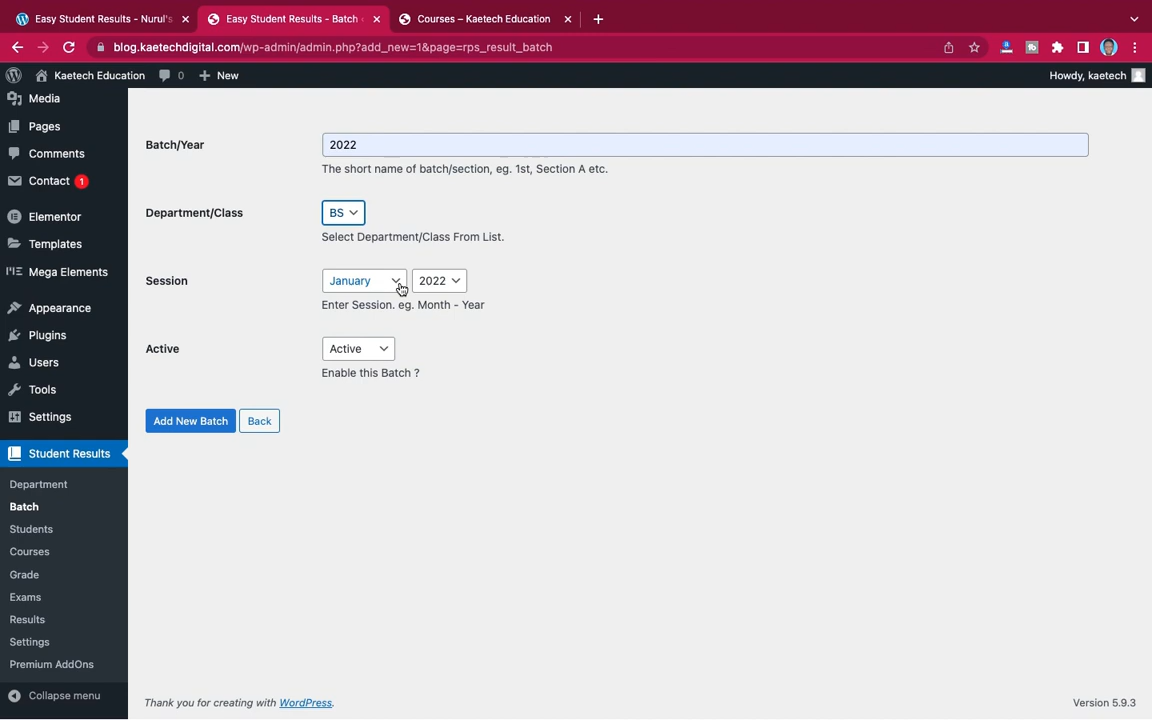 Easy Student Results - Nurul's
Easy Student Results - Batch
Courses – Kaetech Education
blog.kaetechdigital.com/wp-admin/admin.php?add_new=1&page=rps_result_batch
Kaetech Education 0 New Howdy, kaetech
Media
Pages
Comments
Contact 1
Elementor
Templates
Mega Elements
Appearance
Plugins
Users
Tools
Settings
Student Results
Department
Batch
Students
Courses
Grade
Exams
Results
Settings
Premium AddOns
Collapse menu
Batch/Year 2022
The short name of batch/section, eg. 1st, Section A etc.
Department/Class BS
Select Department/Class From List.
Session January 2022
Enter Session. eg. Month - Year
Active Active
Enable this Batch ?
Add New Batch Back
Thank you for creating with WordPress. Version 5.9.3